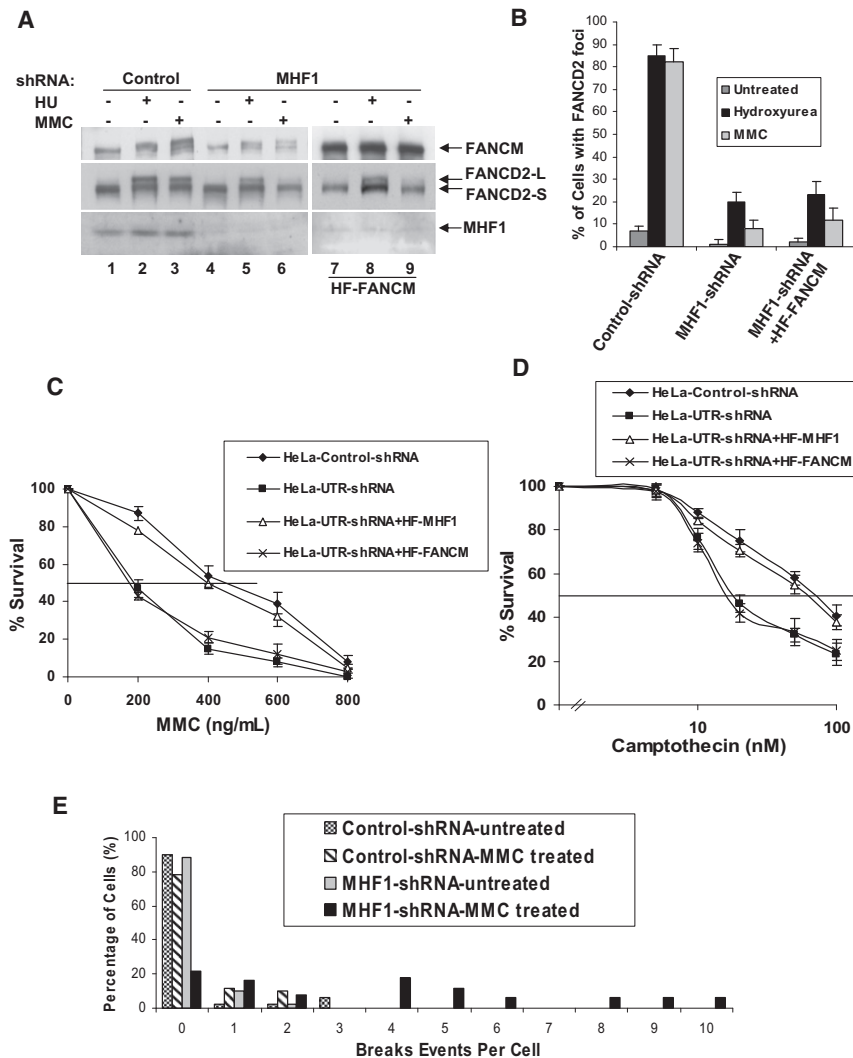 A
shRNA: Control MHF1
HU - + - - + - - + -
MMC - - + - - + - - +
FANCM
FANCD2-L
FANCD2-S
MHF1
1 2 3 4 5 6 7 8 9
HF-FANCM
B
% of Cells with FANCD2 foci
100
90
80
70
60
50
40
30
20
10
0
Untreated
Hydroxyurea
MMC
Control-shRNA
MHF1-shRNA
MHF1-shRNA
+HF-FANCM
C
HeLa-Control-shRNA
HeLa-UTR-shRNA
HeLa-UTR-shRNA+HF-MHF1
HeLa-UTR-shRNA+HF-FANCM
% Survival
100
80
60
40
20
0
0 200 400 600 800
MMC (ng/mL)
D
HeLa-Control-shRNA
HeLa-UTR-shRNA
HeLa-UTR-shRNA+HF-MHF1
HeLa-UTR-shRNA+HF-FANCM
% Survival
100
80
60
40
20
0
10 100
Camptothecin (nM)
E
Control-shRNA-untreated
Control-shRNA-MMC treated
MHF1-shRNA-untreated
MHF1-shRNA-MMC treated
Percentage of Cells (%)
100
80
60
40
20
0
0 1 2 3 4 5 6 7 8 9 10
Breaks Events Per Cell